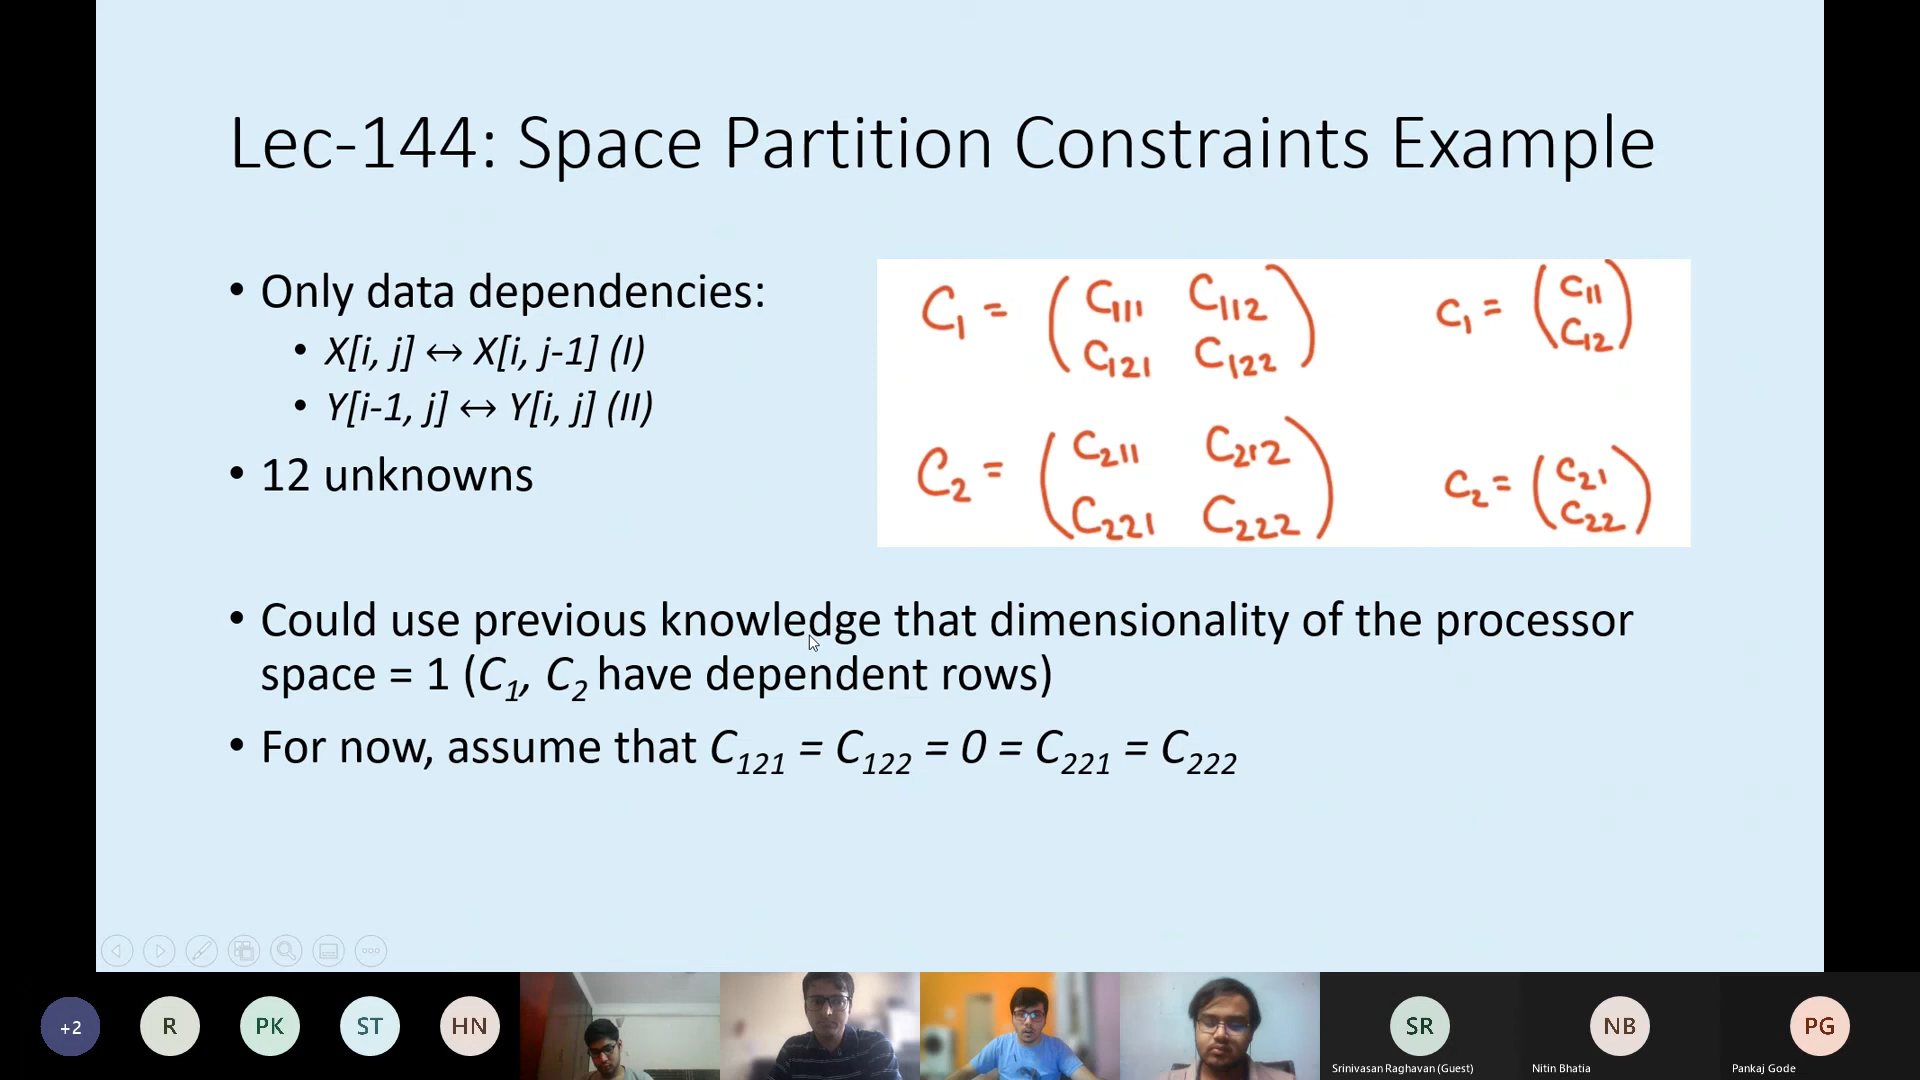 Lec-144: Space Partition Constraints Example
• Only data dependencies:
• X[i, j] ↔ X[i, j-1] (I)
• Y[i-1, j] ↔ Y[i, j] (II)
• 12 unknowns
C₁ = ( C₁₁₁ C₁₁₂
C₁₂₁ C₁₂₂ )
c₁ = ( c₁₁
c₁₂ )
C₂ = ( C₂₁₁ C₂₁₂
C₂₂₁ C₂₂₂ )
c₂ = ( c₂₁
c₂₂ )
• Could use previous knowledge that dimensionality of the processor
space = 1 (C₁, C₂ have dependent rows)
• For now, assume that C₁₂₁ = C₁₂₂ = 0 = C₂₂₁ = C₂₂₂
+2
R
PK
ST
HN
SR
NB
PG
Srinivasan Raghavan (Guest)
Nitin Bhatia
Pankaj Gode